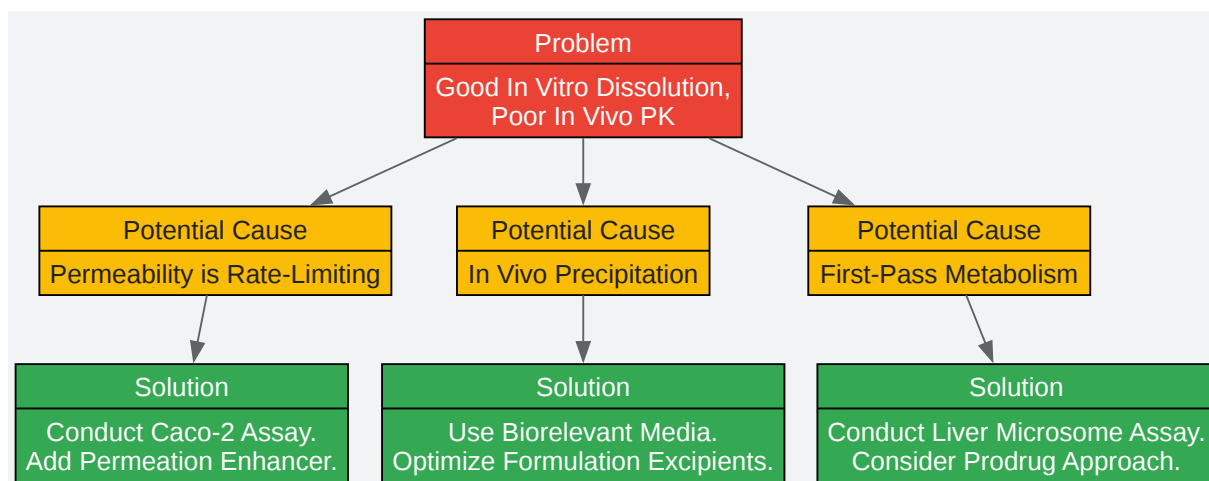 Problem
Good In Vitro Dissolution,
Poor In Vivo PK
Potential Cause
Permeability is Rate-Limiting
Potential Cause
In Vivo Precipitation
Potential Cause
First-Pass Metabolism
Solution
Conduct Caco-2 Assay.
Add Permeation Enhancer.
Solution
Use Biorelevant Media.
Optimize Formulation Excipients.
Solution
Conduct Liver Microsome Assay.
Consider Prodrug Approach.